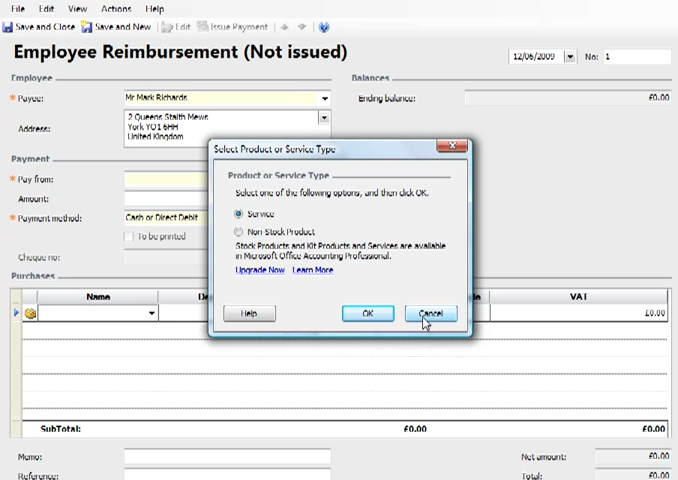 File Edit View Actions Help
Save and Close Save and New Edit Issue Payment
Employee Reimbursement (Not issued)
12/06/2009 No: 1
Employee Balances
* Payee: Mr Mark Richards Ending balance: £0.00
Address: 2 Queens Staith Mews
York YO1 6HH
United Kingdom
Payment
* Pay from:
Amount:
* Payment method: Cash or Direct Debit
To be printed
Cheque no:
Select Product or Service Type
Product or Service Type
Select one of the following options, and then click OK.
Service
Non-Stock Product
Stock Products and Kit Products and Services are available
in Microsoft Office Accounting Professional.
Upgrade Now Learn More
Help OK Cancel
Purchases
Name VAT
£0.00
SubTotal: £0.00 £0.00
Memo: Net amount: £0.00
Reference: Total: £0.00